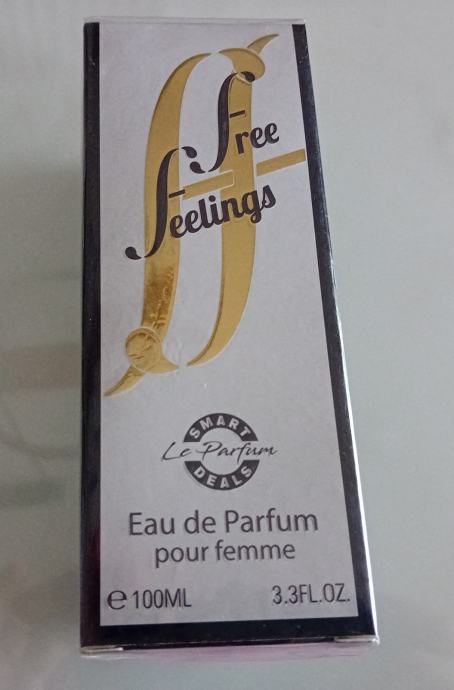 Free
Feelings
SMART
Le Parfum
DEALS
Eau de Parfum
pour femme
℮ 100ML 3.3FL.OZ.